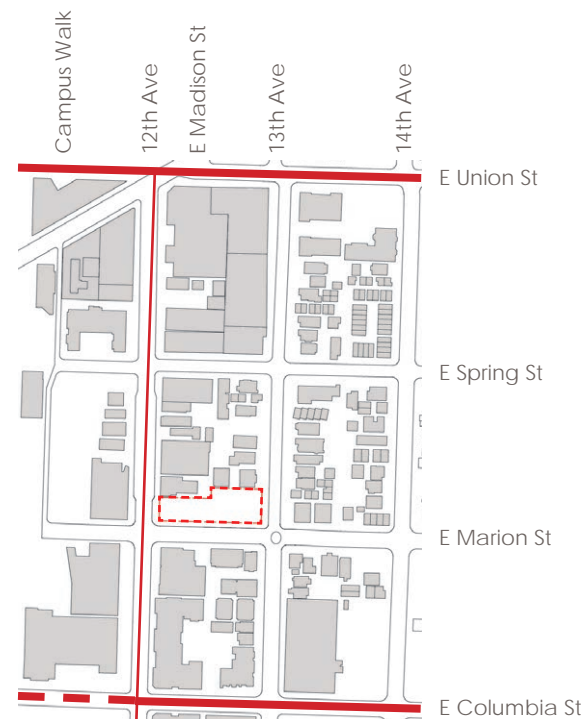 Campus Walk
12th Ave
E Madison St
13th Ave
14th Ave
E Union St
E Spring St
E Marion St
E Columbia St